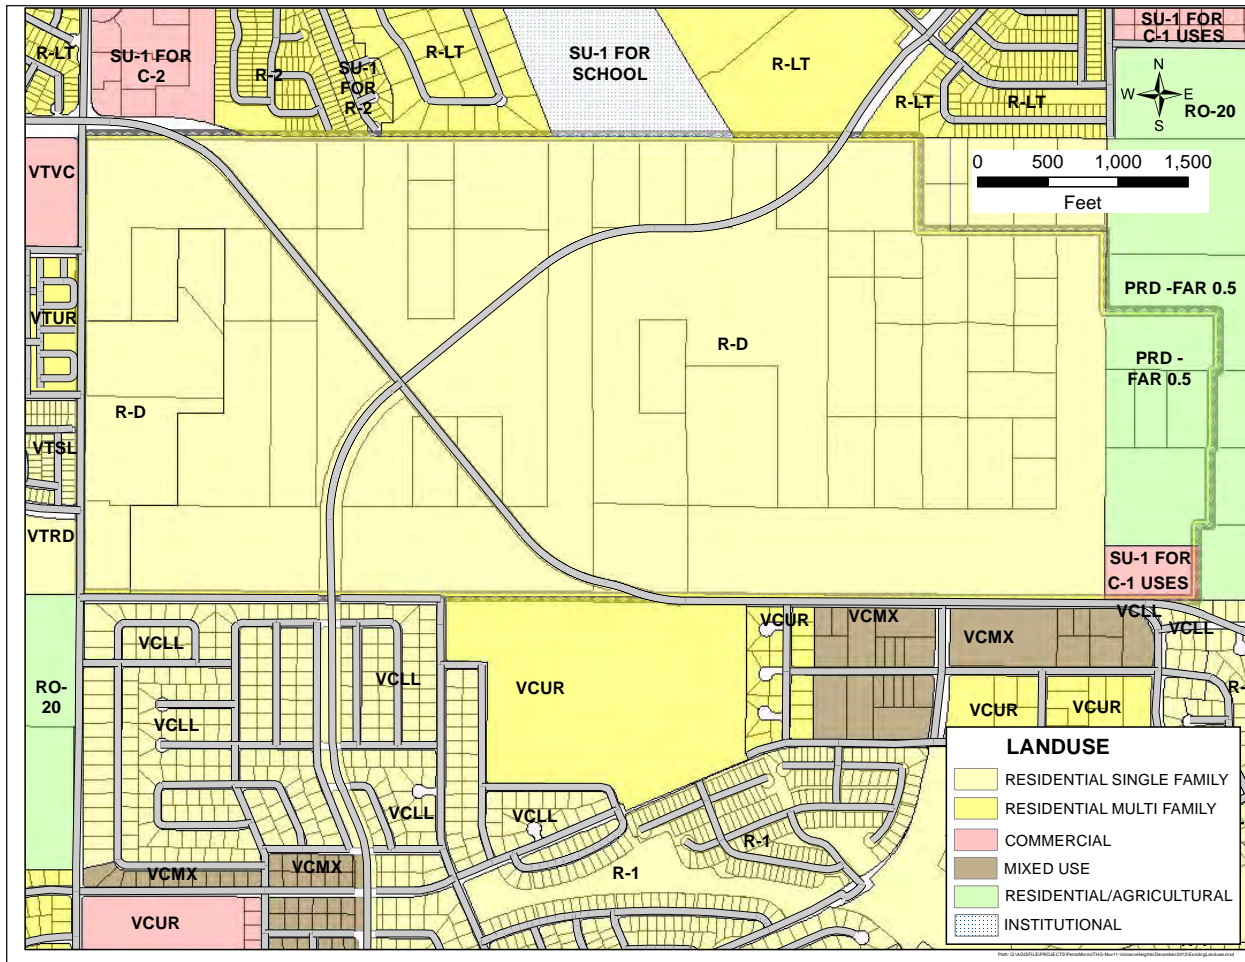 R-LT
SU-1 FOR
C-2
R-2
SU-1
FOR
R-2
R-LT
SU-1 FOR
SCHOOL
R-LT
R-LT
R-LT
SU-1 FOR
C-1 USES
N
W E
S
RO-20
0 500 1,000 1,500
Feet
VTVC
VTUR
VTSL
VTRD
R-D
R-D
PRD -FAR 0.5
PRD -
FAR 0.5
SU-1 FOR
C-1 USES
RO-
20
VCLL
VCLL
VCLL
VCLL
VCLL
VCUR
VCUR
VCMX
VCMX
VCLL
VCLL
R-
VCUR
VCUR
R-1
R-1
VCMX
VCMX
VCUR
LANDUSE
RESIDENTIAL SINGLE FAMILY
RESIDENTIAL MULTI FAMILY
COMMERCIAL
MIXED USE
RESIDENTIAL/AGRICULTURAL
INSTITUTIONAL